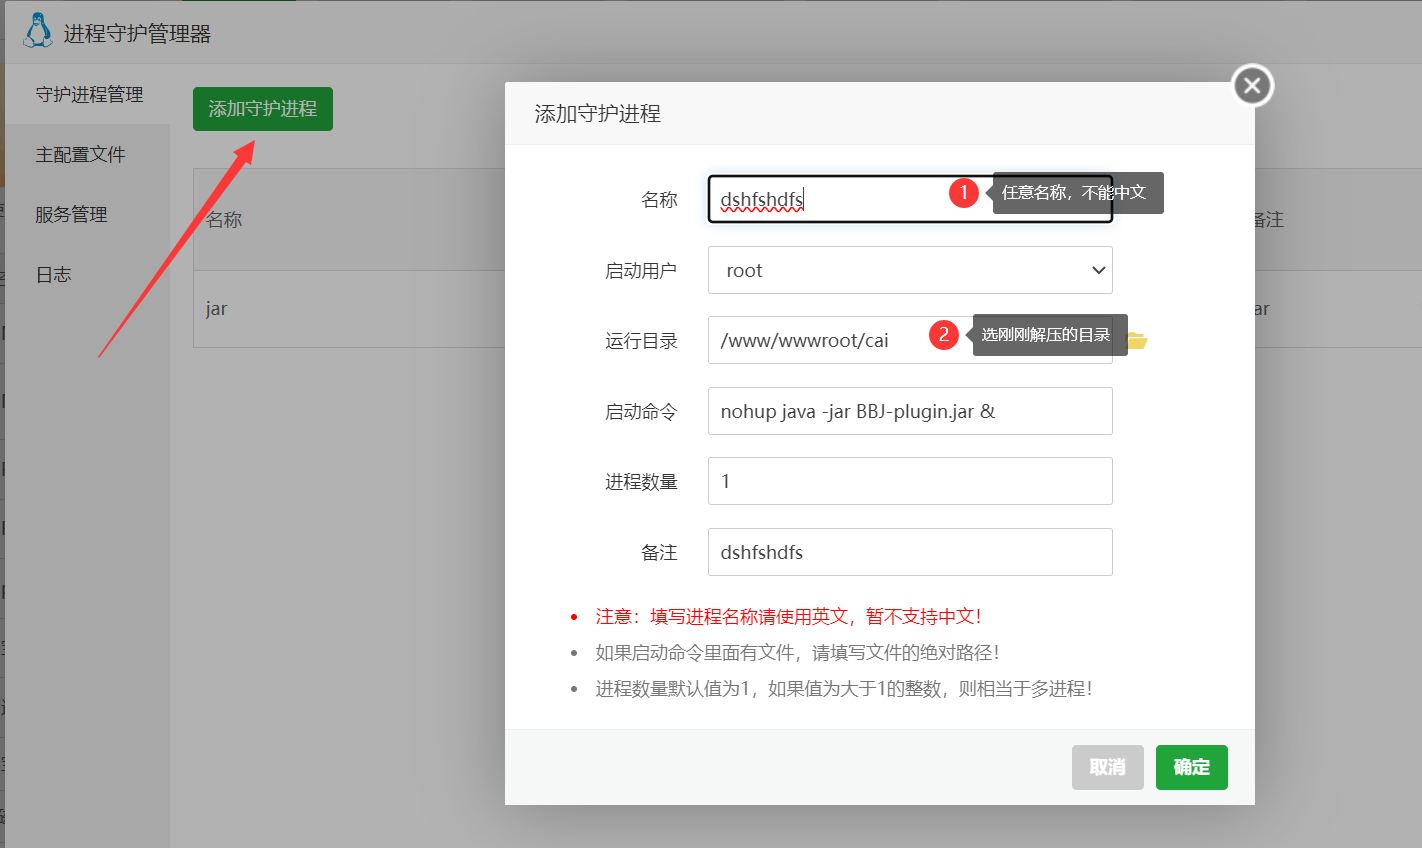 进程守护管理器
守护进程管理
主配置文件
服务管理
日志
添加守护进程
名称
备注
jar
ar
添加守护进程
名称 dshfshdfs 1 任意名称，不能中文
启动用户 root
运行目录 /www/wwwroot/cai 2 选刚刚解压的目录
启动命令 nohup java -jar BBJ-plugin.jar &
进程数量 1
备注 dshfshdfs
注意：填写进程名称请使用英文，暂不支持中文！
如果启动命令里面有文件，请填写文件的绝对路径！
进程数量默认值为1，如果值为大于1的整数，则相当于多进程！
取消 确定